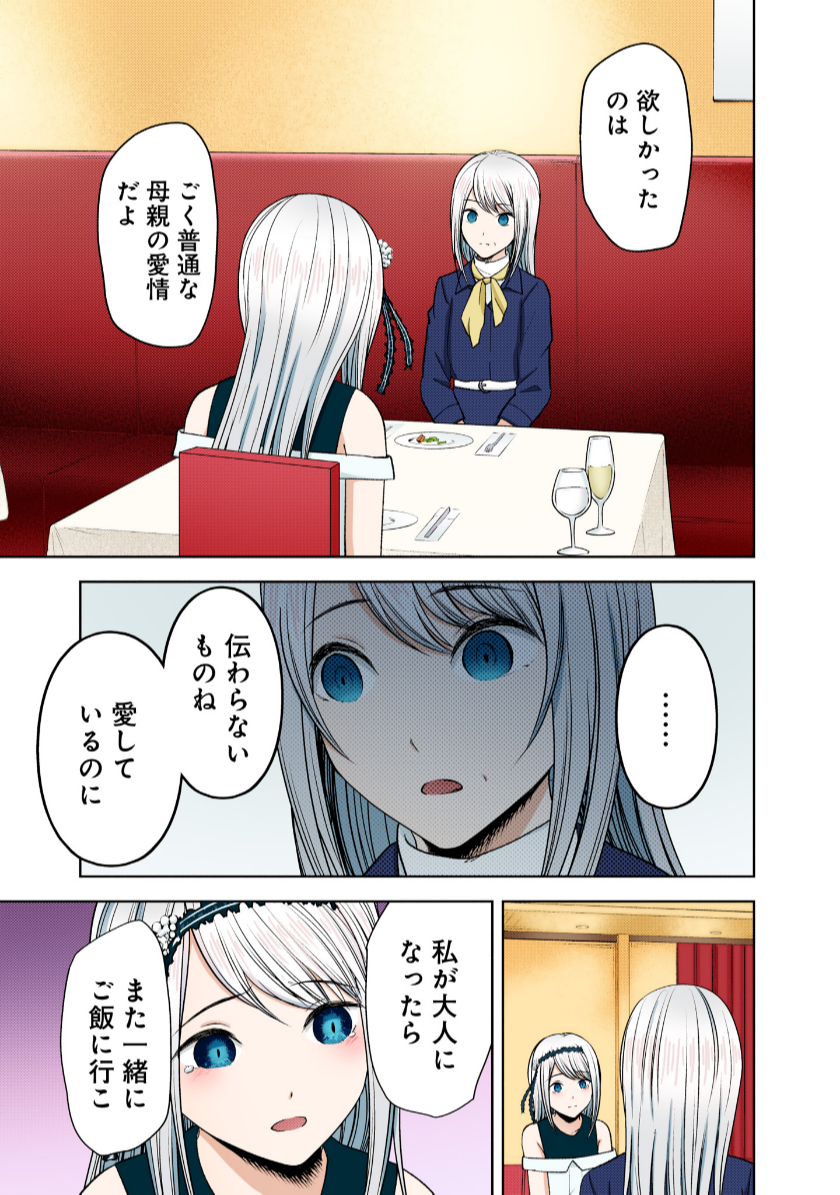 欲しかった
のは
ごく普通な
母親の愛情
だよ
……
伝わらない
ものね
愛して
いるのに
私が大人に
なったら
また一緒に
ご飯に行こ